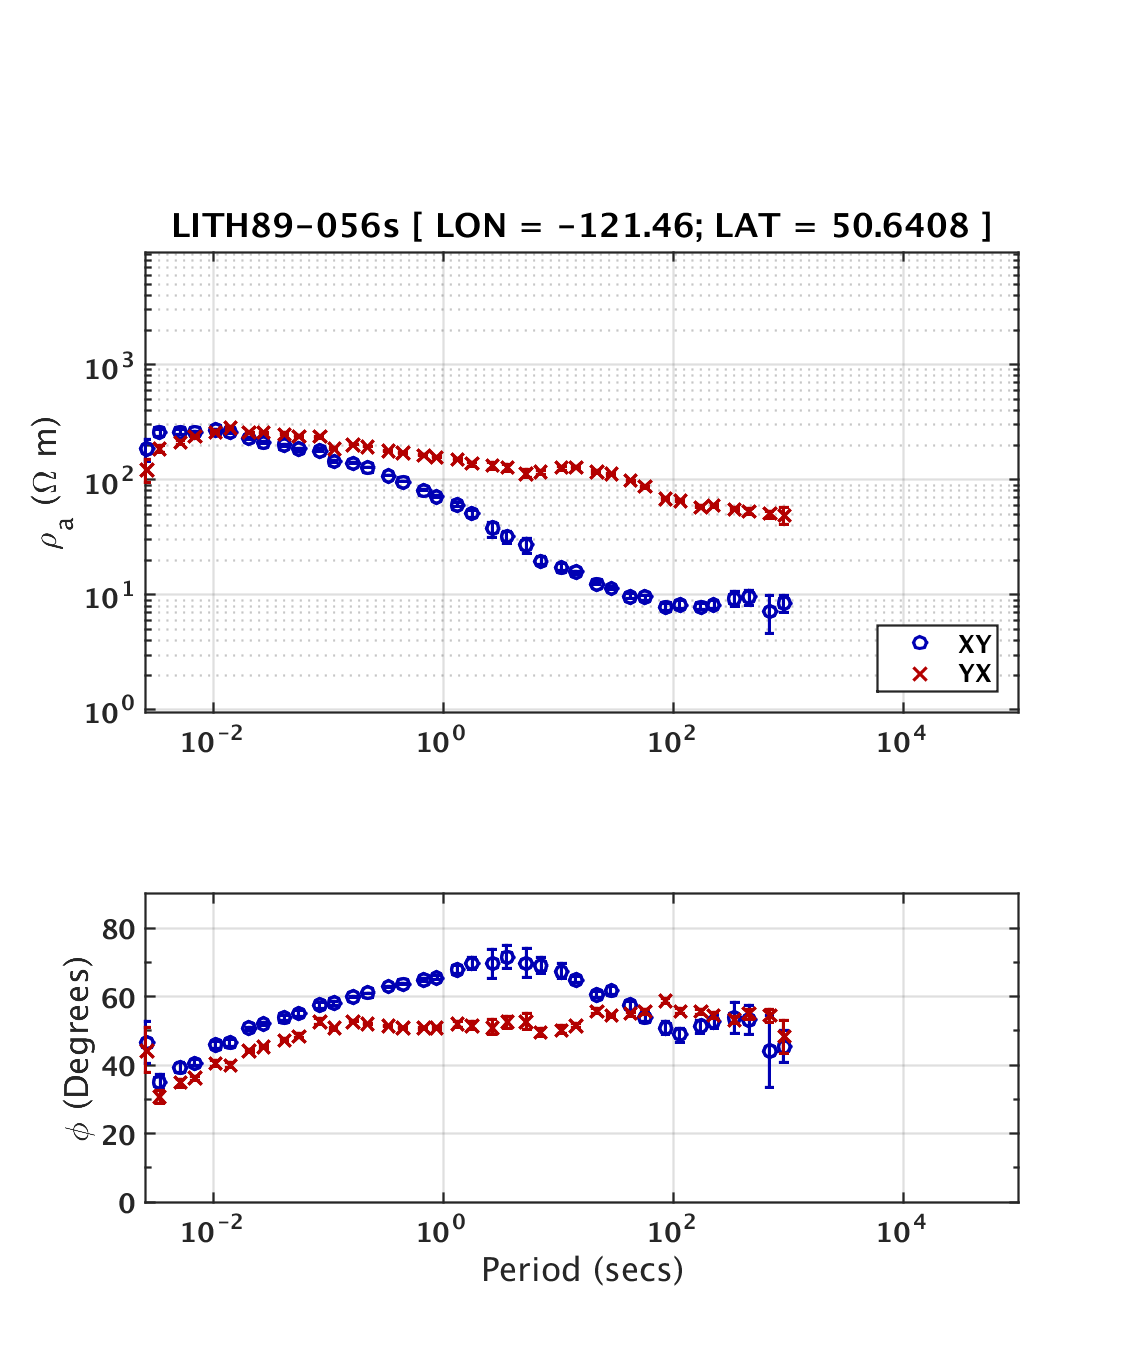 LITH89-056s [ LON = -121.46; LAT = 50.6408 ]
ρa (Ω m)
10^3
10^2
10^1
10^0
XY
YX
10^-2 10^0 10^2 10^4
ϕ (Degrees)
80
60
40
20
0
10^-2 10^0 10^2 10^4
Period (secs)